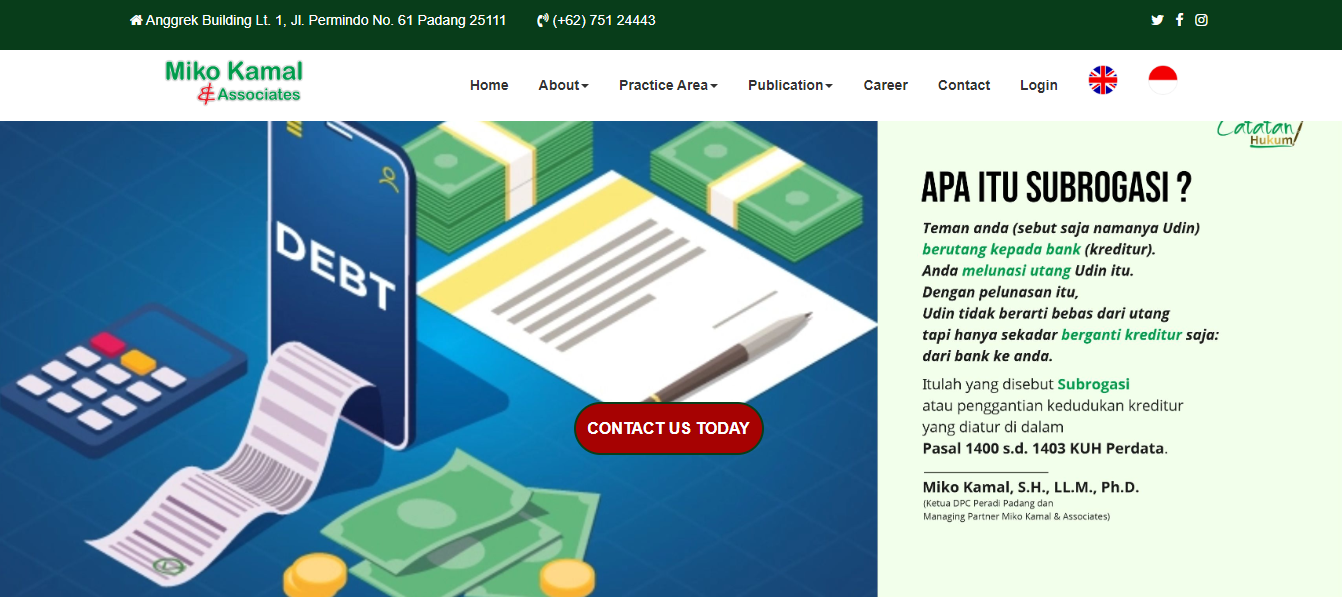 Anggrek Building Lt. 1, Jl. Permindo No. 61 Padang 25111 (+62) 751 24443
Miko Kamal
& Associates
Home About Practice Area Publication Career Contact Login
Catatan
Hukum
DEBT
APA ITU SUBROGASI ?
Teman anda (sebut saja namanya Udin)
berutang kepada bank (kreditur).
Anda melunasi utang Udin itu.
Dengan pelunasan itu,
Udin tidak berarti bebas dari utang
tapi hanya sekadar berganti kreditur saja:
dari bank ke anda.
Itulah yang disebut Subrogasi
atau penggantian kedudukan kreditur
yang diatur di dalam
Pasal 1400 s.d. 1403 KUH Perdata.
Miko Kamal, S.H., LL.M., Ph.D.
(Ketua DPC Peradi Padang dan
Managing Partner Miko Kamal & Associates)
CONTACT US TODAY